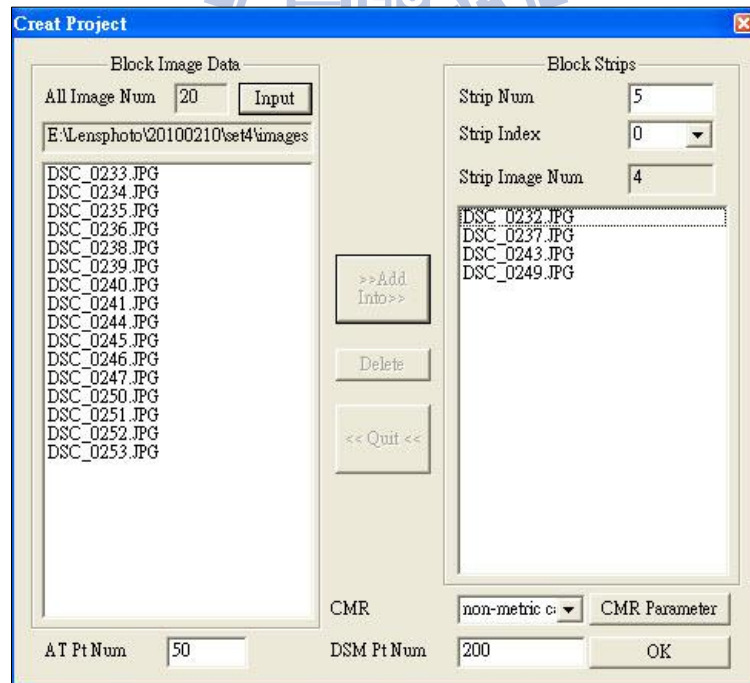 Creat Project
Block Image Data
All Image Num 20 Input
E:\Lensphoto\20100210\set4\images
DSC_0233.JPG
DSC_0234.JPG
DSC_0235.JPG
DSC_0236.JPG
DSC_0238.JPG
DSC_0239.JPG
DSC_0240.JPG
DSC_0241.JPG
DSC_0244.JPG
DSC_0245.JPG
DSC_0246.JPG
DSC_0247.JPG
DSC_0250.JPG
DSC_0251.JPG
DSC_0252.JPG
DSC_0253.JPG
AT Pt Num 50
>>Add
Into>>
Delete
<< Quit <<
Block Strips
Strip Num 5
Strip Index 0
Strip Image Num 4
DSC_0232.JPG
DSC_0237.JPG
DSC_0243.JPG
DSC_0249.JPG
CMR non-metric c CMR Parameter
DSM Pt Num 200 OK